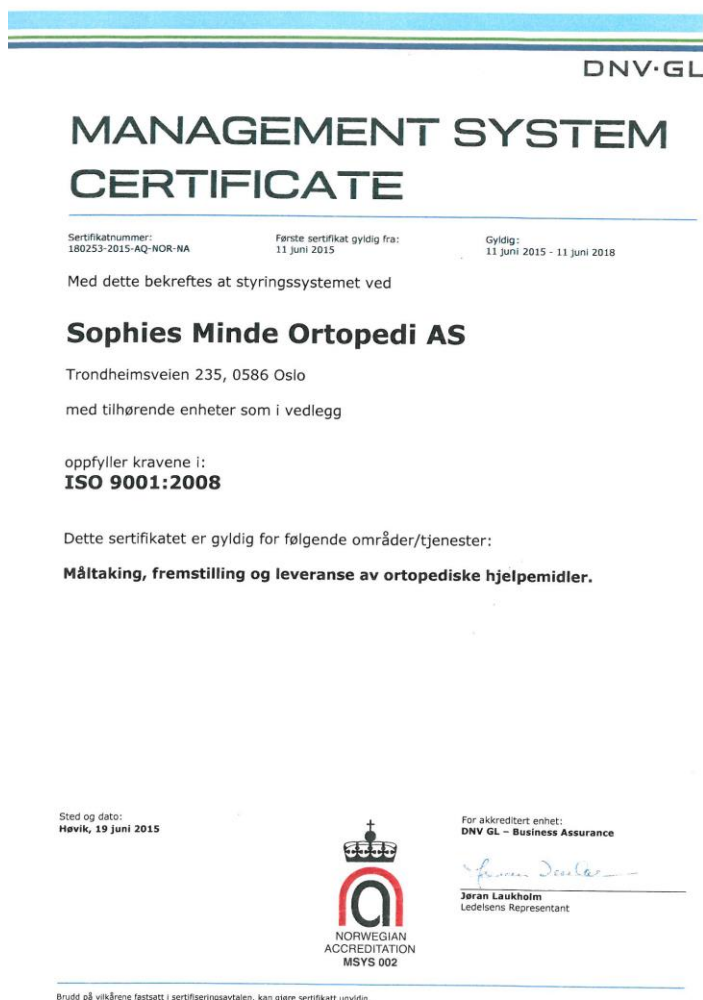 DNV·GL
MANAGEMENT SYSTEM
CERTIFICATE
Sertifikatnummer:
180253-2015-AQ-NOR-NA
Første sertifikat gyldig fra:
11 juni 2015
Gyldig:
11 juni 2015 - 11 juni 2018
Med dette bekreftes at styringssystemet ved
Sophies Minde Ortopedi AS
Trondheimsveien 235, 0586 Oslo
med tilhørende enheter som i vedlegg
oppfyller kravene i:
ISO 9001:2008
Dette sertifikatet er gyldig for følgende områder/tjenester:
Måltaking, fremstilling og leveranse av ortopediske hjelpemidler.
Sted og dato:
Høvik, 19 juni 2015
For akkreditert enhet:
DNV GL – Business Assurance
Jøran Laukholm
Ledelsens Representant
NORWEGIAN
ACCREDITATION
MSYS 002
Brudd på vilkårene fastsatt i sertifiseringsavtalen, kan gjøre sertifikatt ugyldig